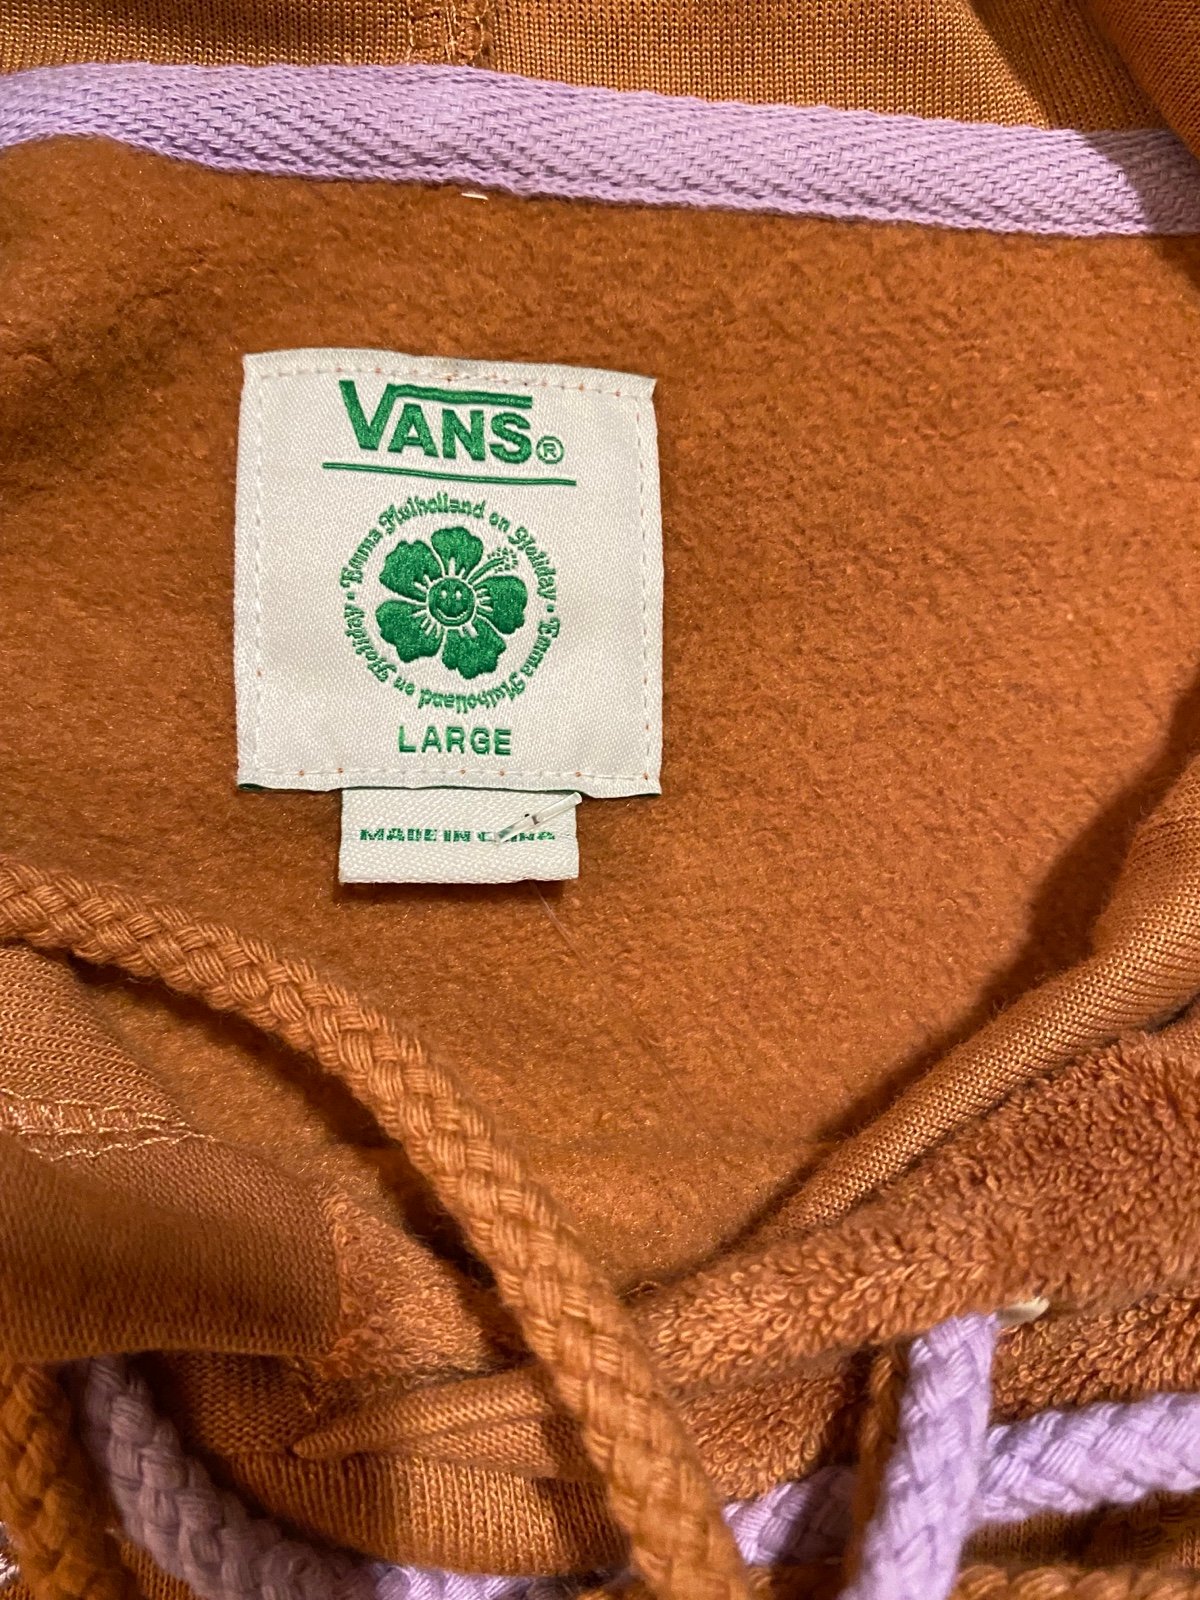 VANS®
Emma Mulholland on Holiday • Emma Mulholland on Holiday •
LARGE
MADE IN CHINA